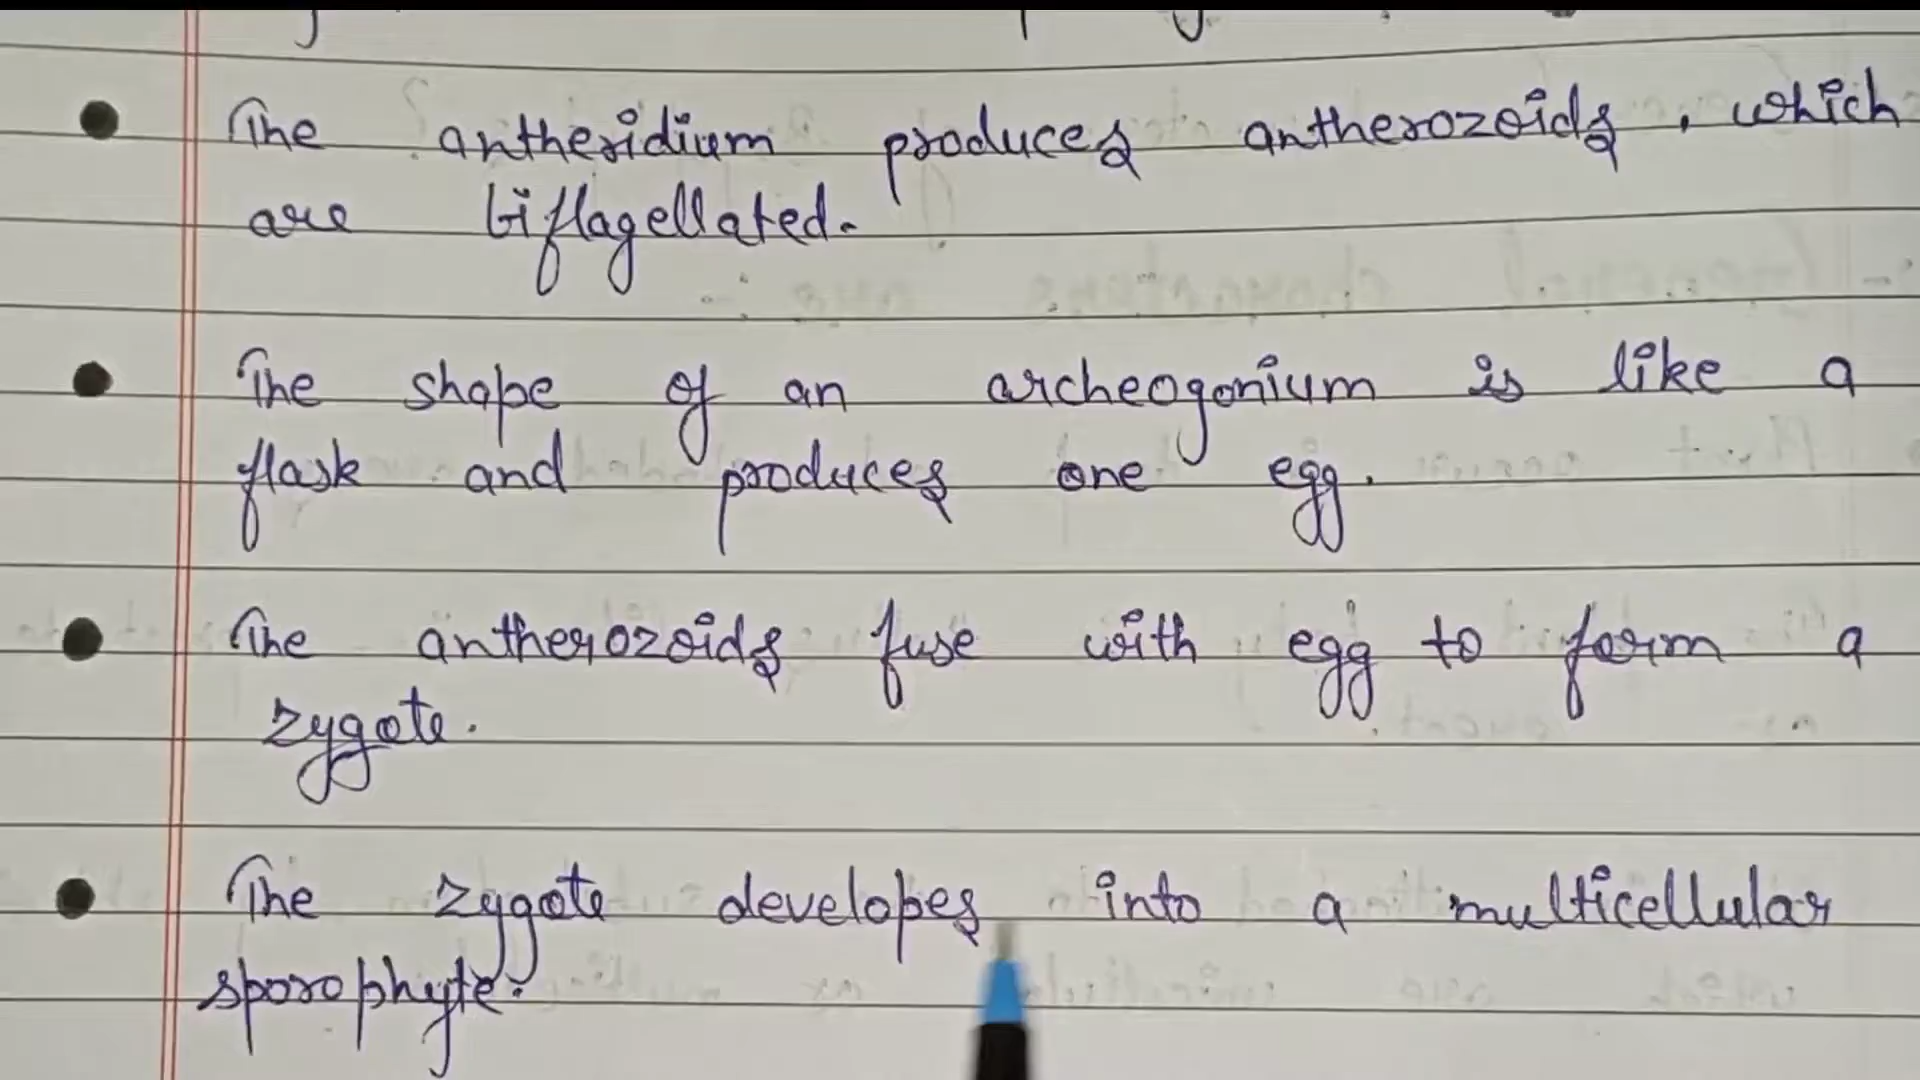 • The antheridium produces antherozoids, which
are biflagellated.
• The shape of an archeogonium is like a
flask and produces one egg.
• The antherozoids fuse with egg to form a
zygote.
• The zygote developes into a multicellular
sporophyte.